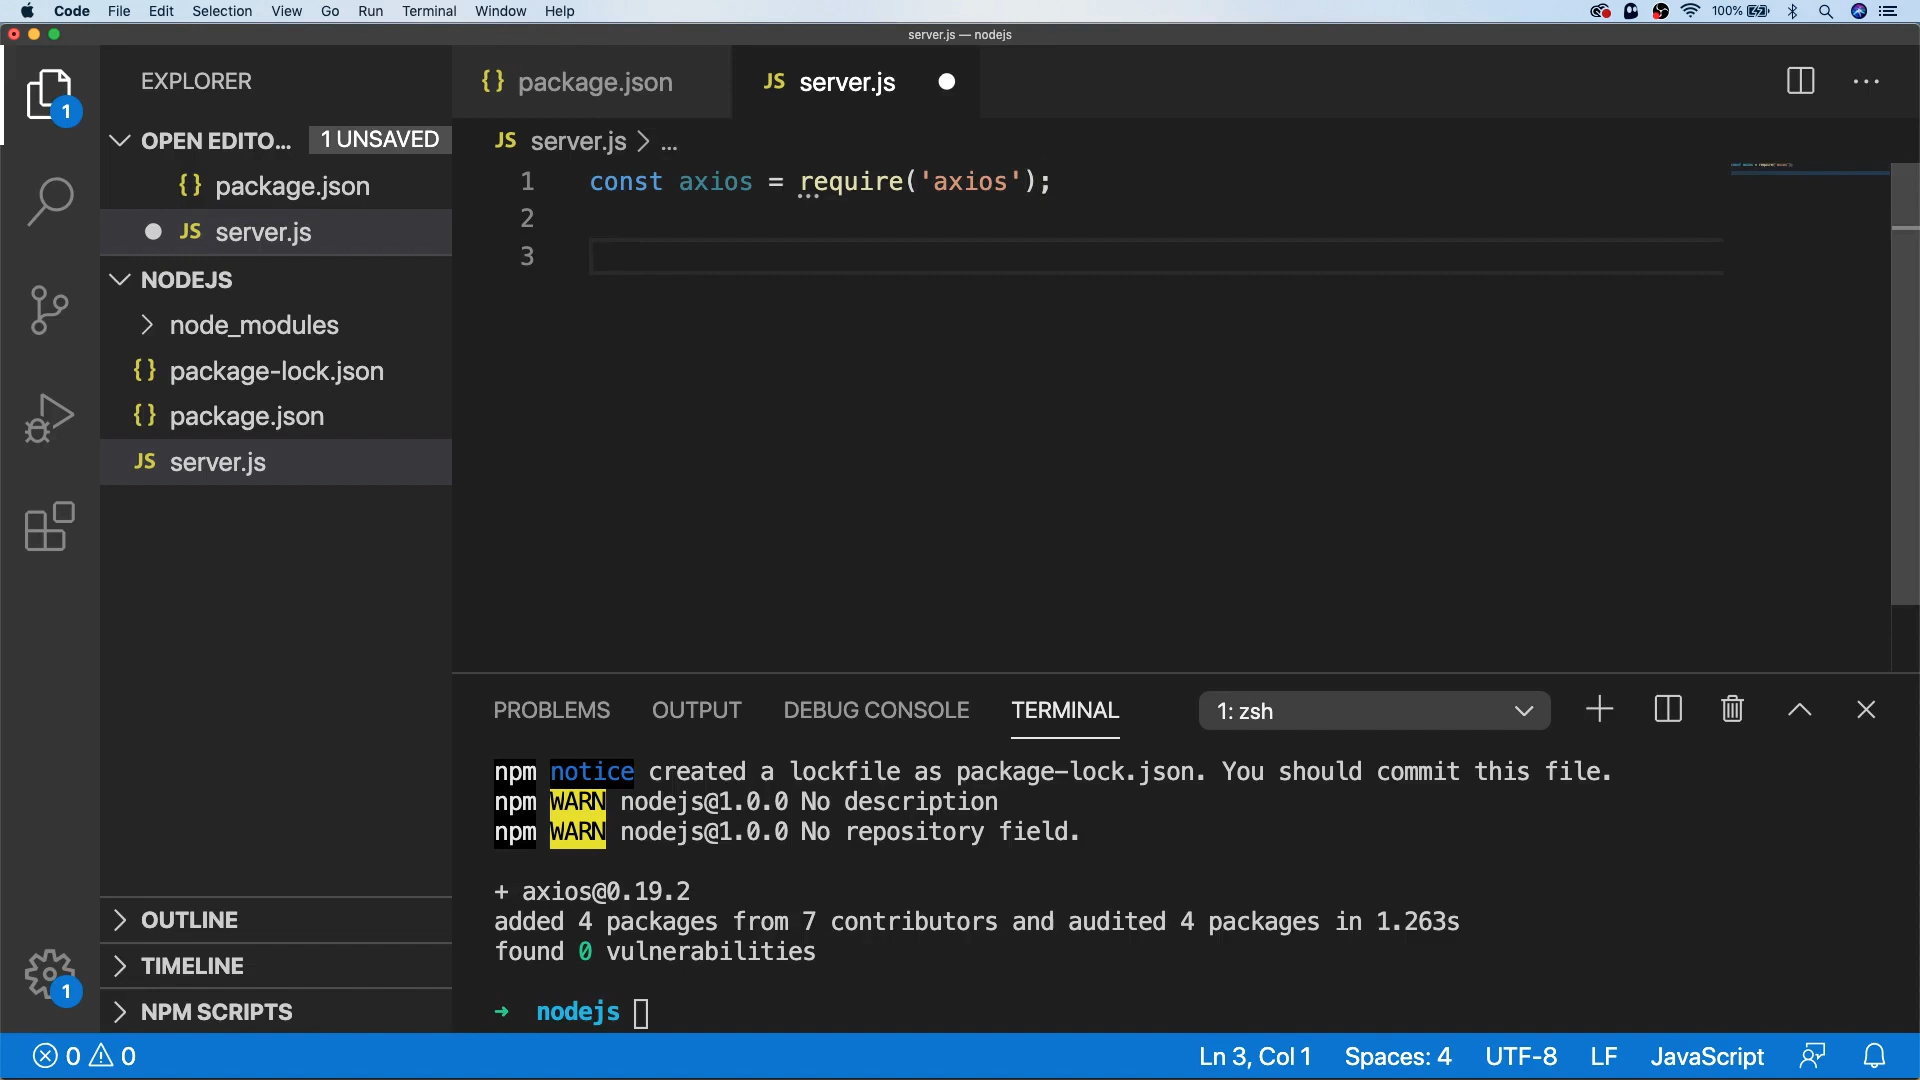 Code File Edit Selection View Go Run Terminal Window Help 100%
server.js — nodejs
EXPLORER
OPEN EDITO... 1 UNSAVED
{} package.json
JS server.js
NODEJS
node_modules
{} package-lock.json
{} package.json
JS server.js
OUTLINE
TIMELINE
NPM SCRIPTS
1
1
{} package.json JS server.js
JS server.js > ...
1 const axios = require('axios');
2
3
PROBLEMS OUTPUT DEBUG CONSOLE TERMINAL 1: zsh
npm notice created a lockfile as package-lock.json. You should commit this file.
npm WARN nodejs@1.0.0 No description
npm WARN nodejs@1.0.0 No repository field.
+ axios@0.19.2
added 4 packages from 7 contributors and audited 4 packages in 1.263s
found 0 vulnerabilities
→ nodejs
0 0 Ln 3, Col 1 Spaces: 4 UTF-8 LF JavaScript